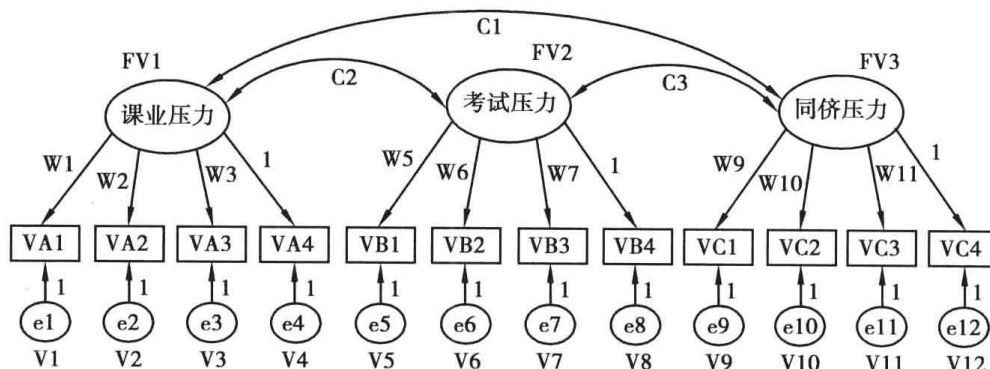 C1
FV1 FV2 FV3
C2 C3
课业压力 考试压力 同侪压力
W1 W2 W3 1 W5 W6 W7 1 W9 W10 W11 1
VA1 VA2 VA3 VA4 VB1 VB2 VB3 VB4 VC1 VC2 VC3 VC4
1 1 1 1 1 1 1 1 1 1 1 1
e1 e2 e3 e4 e5 e6 e7 e8 e9 e10 e11 e12
V1 V2 V3 V4 V5 V6 V7 V8 V9 V10 V11 V12